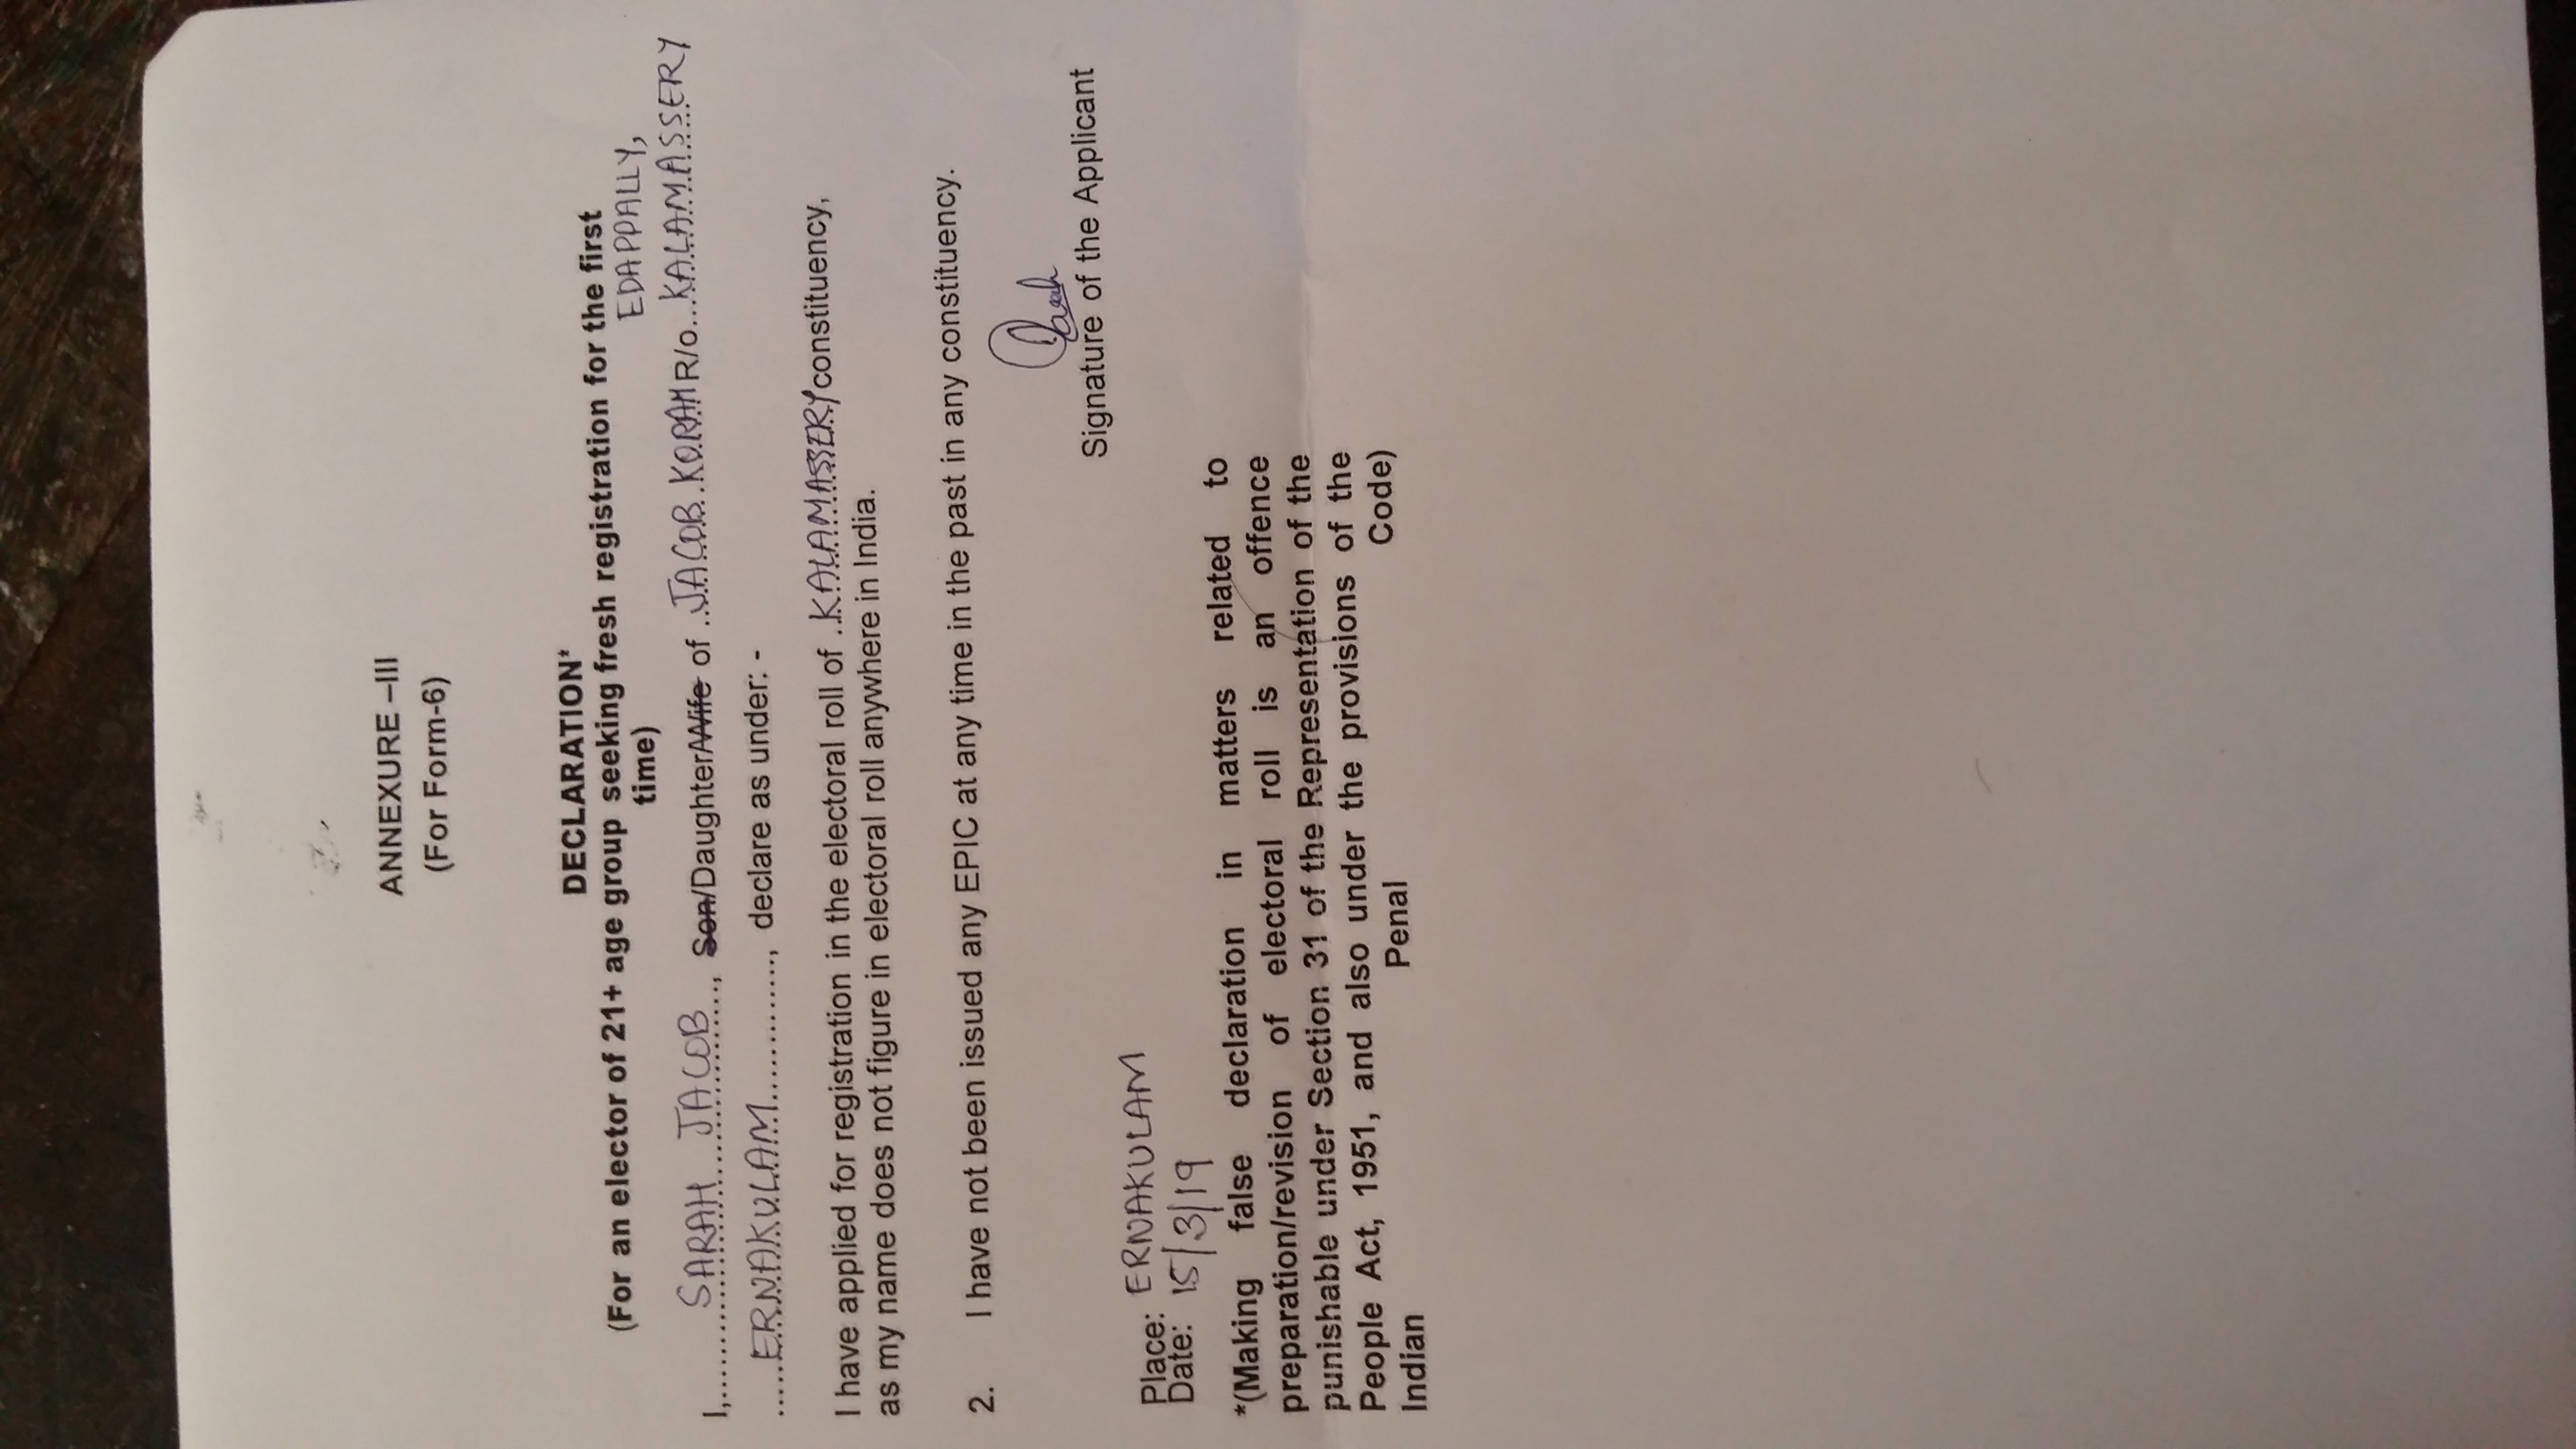 ANNEXURE –III
(For Form-6)
DECLARATION*
(For an elector of 21+ age group seeking fresh registration for the first
time)
EDAPPALLY,
I,.......SARAH JACOB......., Son/Daughter/Wife of ..JACOB KORAH R/o...KALAMASSERY
.....ERNAKULAM............., declare as under: -
I have applied for registration in the electoral roll of ..KALAMASSERY constituency,
as my name does not figure in electoral roll anywhere in India.
2. I have not been issued any EPIC at any time in the past in any constituency.
Sarah
Signature of the Applicant
Place: ERNAKULAM
Date: 15/3/19
*(Making false declaration in matters related to
preparation/revision of electoral roll is an offence
punishable under Section 31 of the Representation of the
People Act, 1951, and also under the provisions of the
Indian Penal Code)